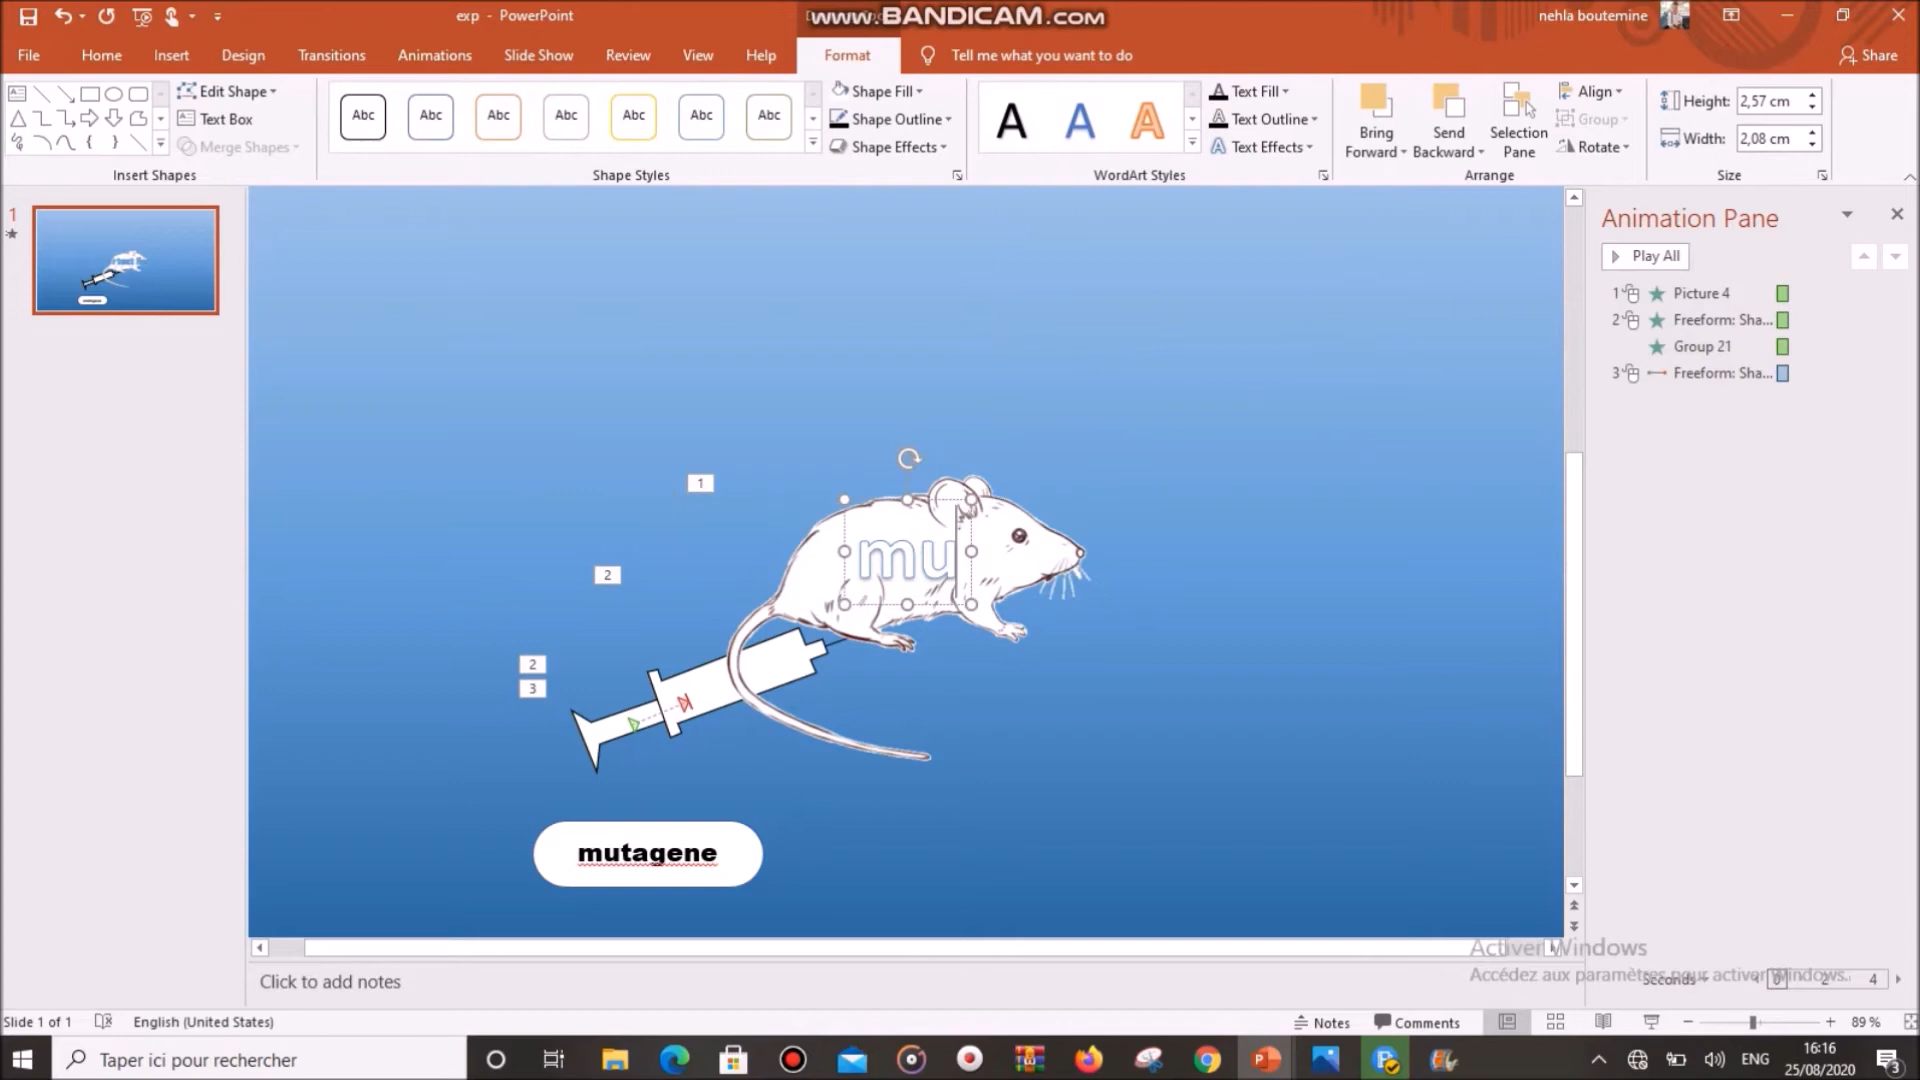 exp - PowerPoint
www.BANDICAM.com
nehla boutemine
File Home Insert Design Transitions Animations Slide Show Review View Help Format Tell me what you want to do Share
Edit Shape
Text Box
Merge Shapes
Insert Shapes
Abc Abc Abc Abc Abc Abc Abc
Shape Fill
Shape Outline
Shape Effects
Shape Styles
A A A
Text Fill
Text Outline
Text Effects
WordArt Styles
Bring Forward
Send Backward
Selection Pane
Align
Group
Rotate
Arrange
Height: 2,57 cm
Width: 2,08 cm
Size
1
Animation Pane
Play All
1 Picture 4
2 Freeform: Sha...
Group 21
3 Freeform: Sha...
1
2
2
3
mu
mutagene
Activer Windows
Accédez aux paramètres pour activer Windows.
Seconds 0 2 4
Click to add notes
Slide 1 of 1 English (United States)
Notes Comments 89 %
Taper ici pour rechercher
ENG
16:16
25/08/2020
3